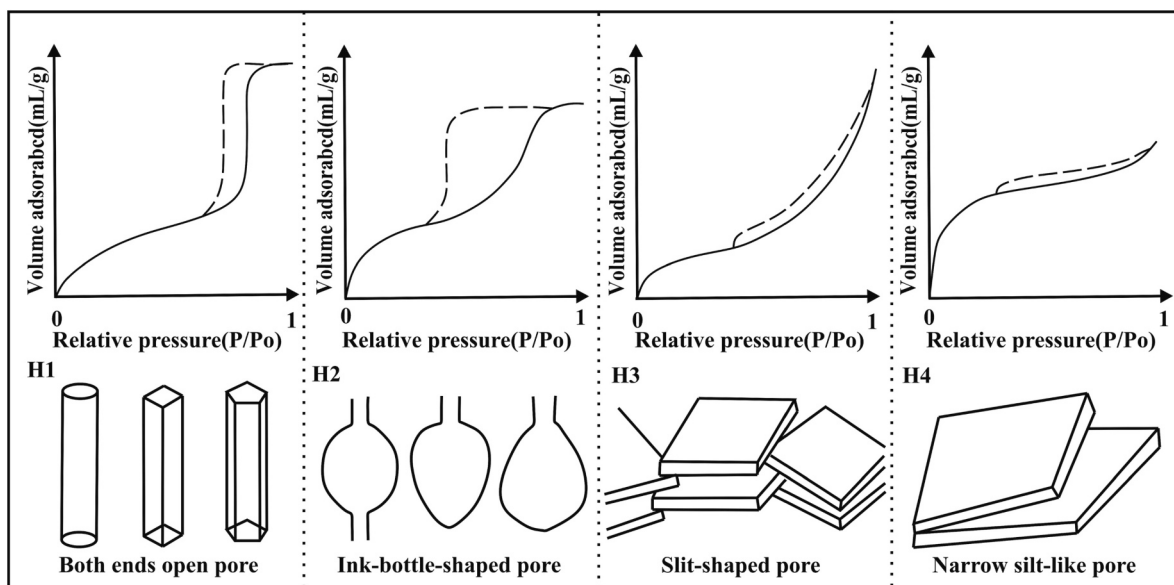 Volume adsorabcd(mL/g)
0
1
Relative pressure(P/Po)
H1
Both ends open pore
Volume adsorabcd(mL/g)
0
1
Relative pressure(P/Po)
H2
Ink-bottle-shaped pore
Volume adsorabcd(mL/g)
0
1
Relative pressure(P/Po)
H3
Slit-shaped pore
Volume adsorabcd(mL/g)
0
1
Relative pressure(P/Po)
H4
Narrow silt-like pore